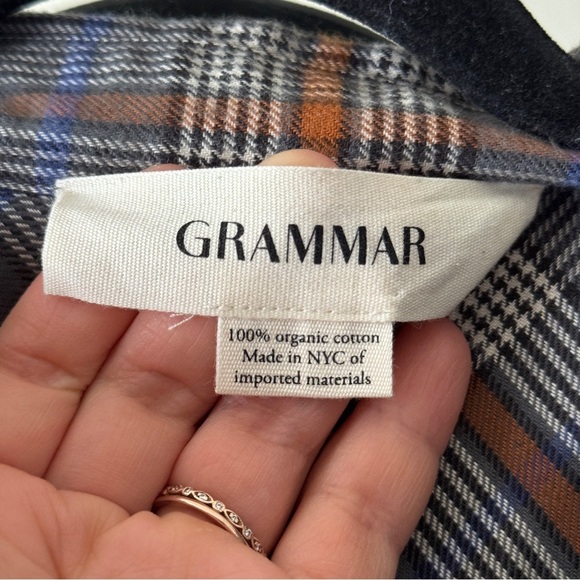 GRAMMAR
100% organic cotton
Made in NYC of
imported materials